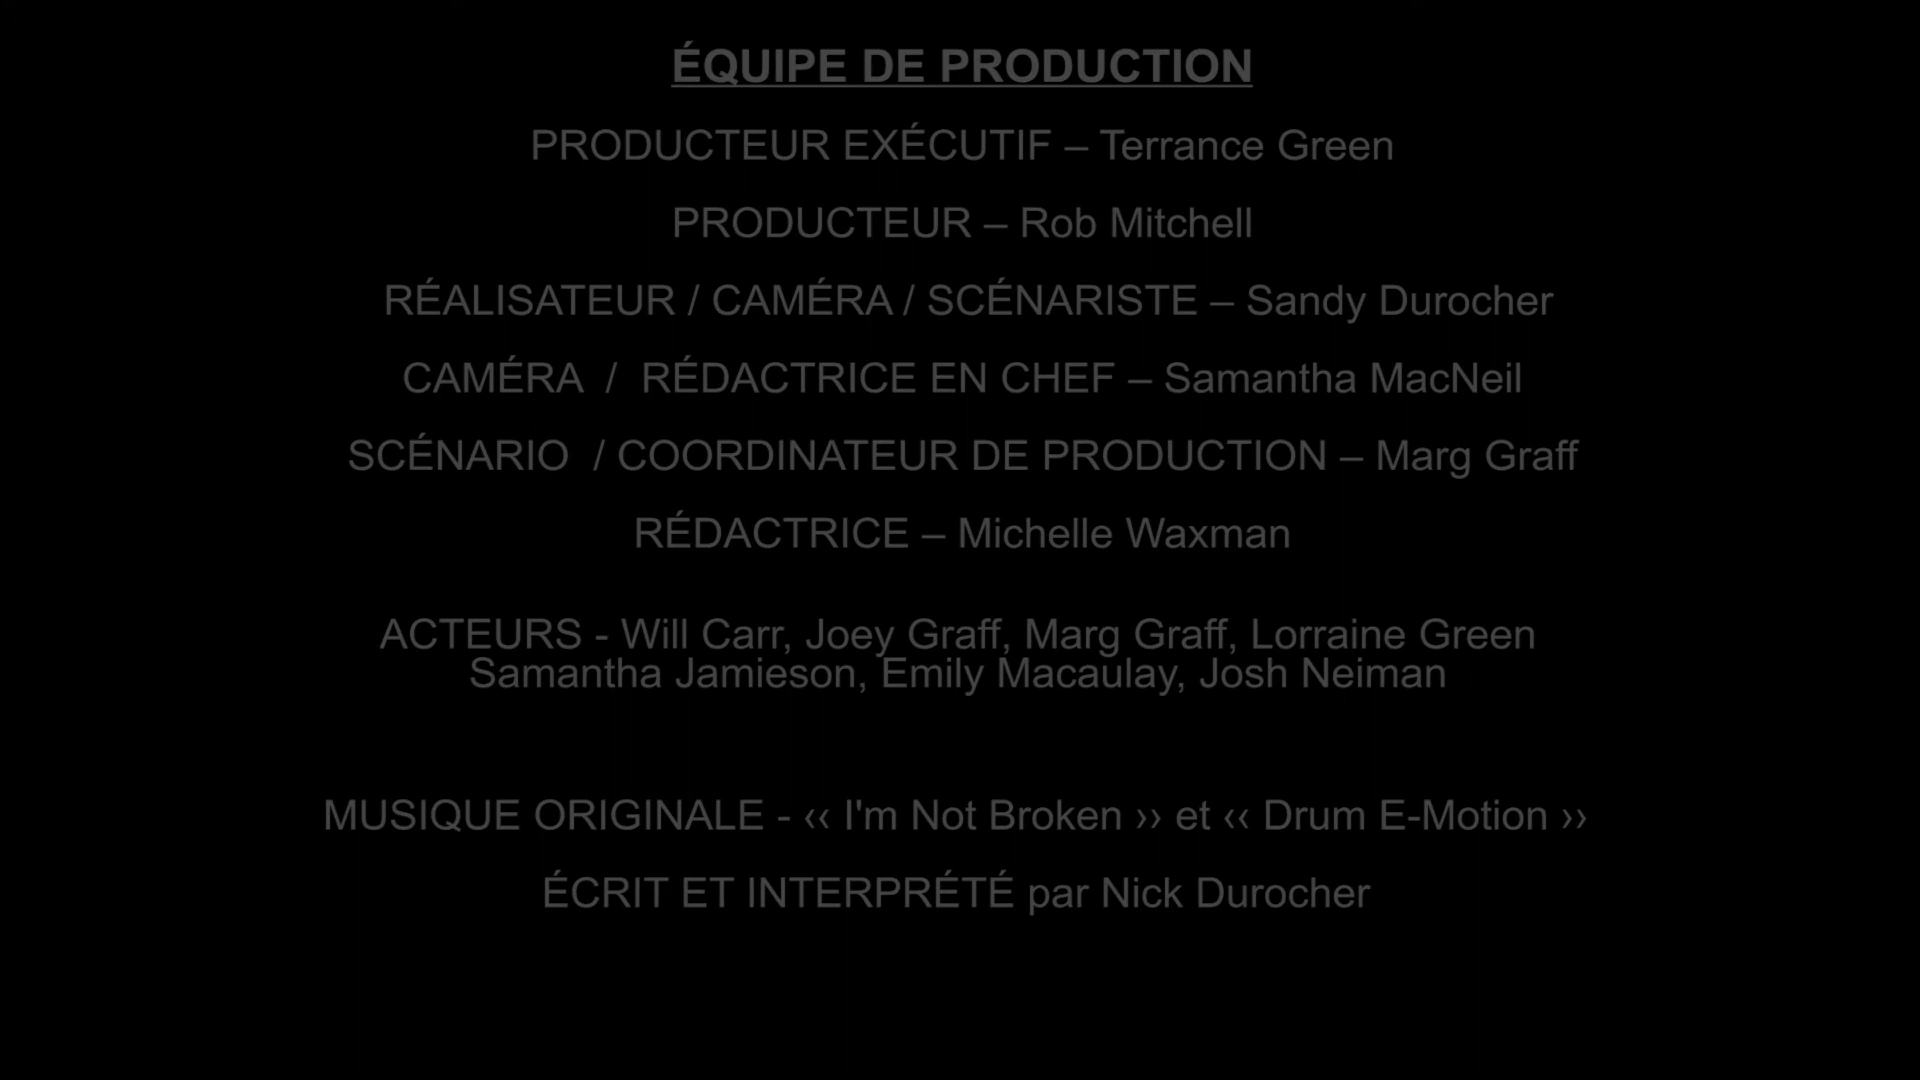 ÉQUIPE DE PRODUCTION
PRODUCTEUR EXÉCUTIF – Terrance Green
PRODUCTEUR – Rob Mitchell
RÉALISATEUR / CAMÉRA / SCÉNARISTE – Sandy Durocher
CAMÉRA / RÉDACTRICE EN CHEF – Samantha MacNeil
SCÉNARIO / COORDINATEUR DE PRODUCTION – Marg Graff
RÉDACTRICE – Michelle Waxman
ACTEURS - Will Carr, Joey Graff, Marg Graff, Lorraine Green
Samantha Jamieson, Emily Macaulay, Josh Neiman
MUSIQUE ORIGINALE - ‹‹ I'm Not Broken ›› et ‹‹ Drum E-Motion ››
ÉCRIT ET INTERPRÉTÉ par Nick Durocher